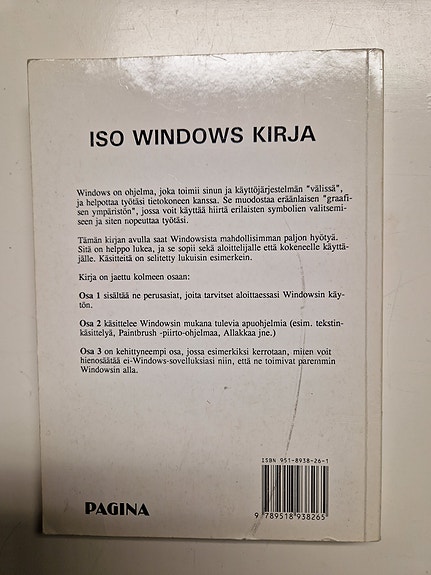 ISO WINDOWS KIRJA
Windows on ohjelma, joka toimii sinun ja käyttöjärjestelmän "välissä",
ja helpottaa työtäsi tietokoneen kanssa. Se muodostaa eräänlaisen "graafi-
sen ympäristön", jossa voit käyttää hiirtä erilaisten symbolien valitsemi-
seen ja siten nopeuttaa työtäsi.
Tämän kirjan avulla saat Windowsista mahdollisimman paljon hyötyä.
Sitä on helppo lukea, ja se sopii sekä aloittelijalle että kokeneelle käyttä-
jälle. Käsitteitä on selitetty lukuisin esimerkein.
Kirja on jaettu kolmeen osaan:
Osa 1 sisältää ne perusasiat, joita tarvitset aloittaessasi Windowsin käy-
tön.
Osa 2 käsittelee Windowsin mukana tulevia apuohjelmia (esim. tekstin-
käsittelyä, Paintbrush -piirto-ohjelmaa, Allakkaa jne.)
Osa 3 on kehittyneempi osa, jossa esimerkiksi kerrotaan, miten voit
hienosäätää ei-Windows-sovelluksiasi niin, että ne toimivat paremmin
Windowsin alla.
ISBN 951-8938-26-1
9 789518 938265
PAGINA